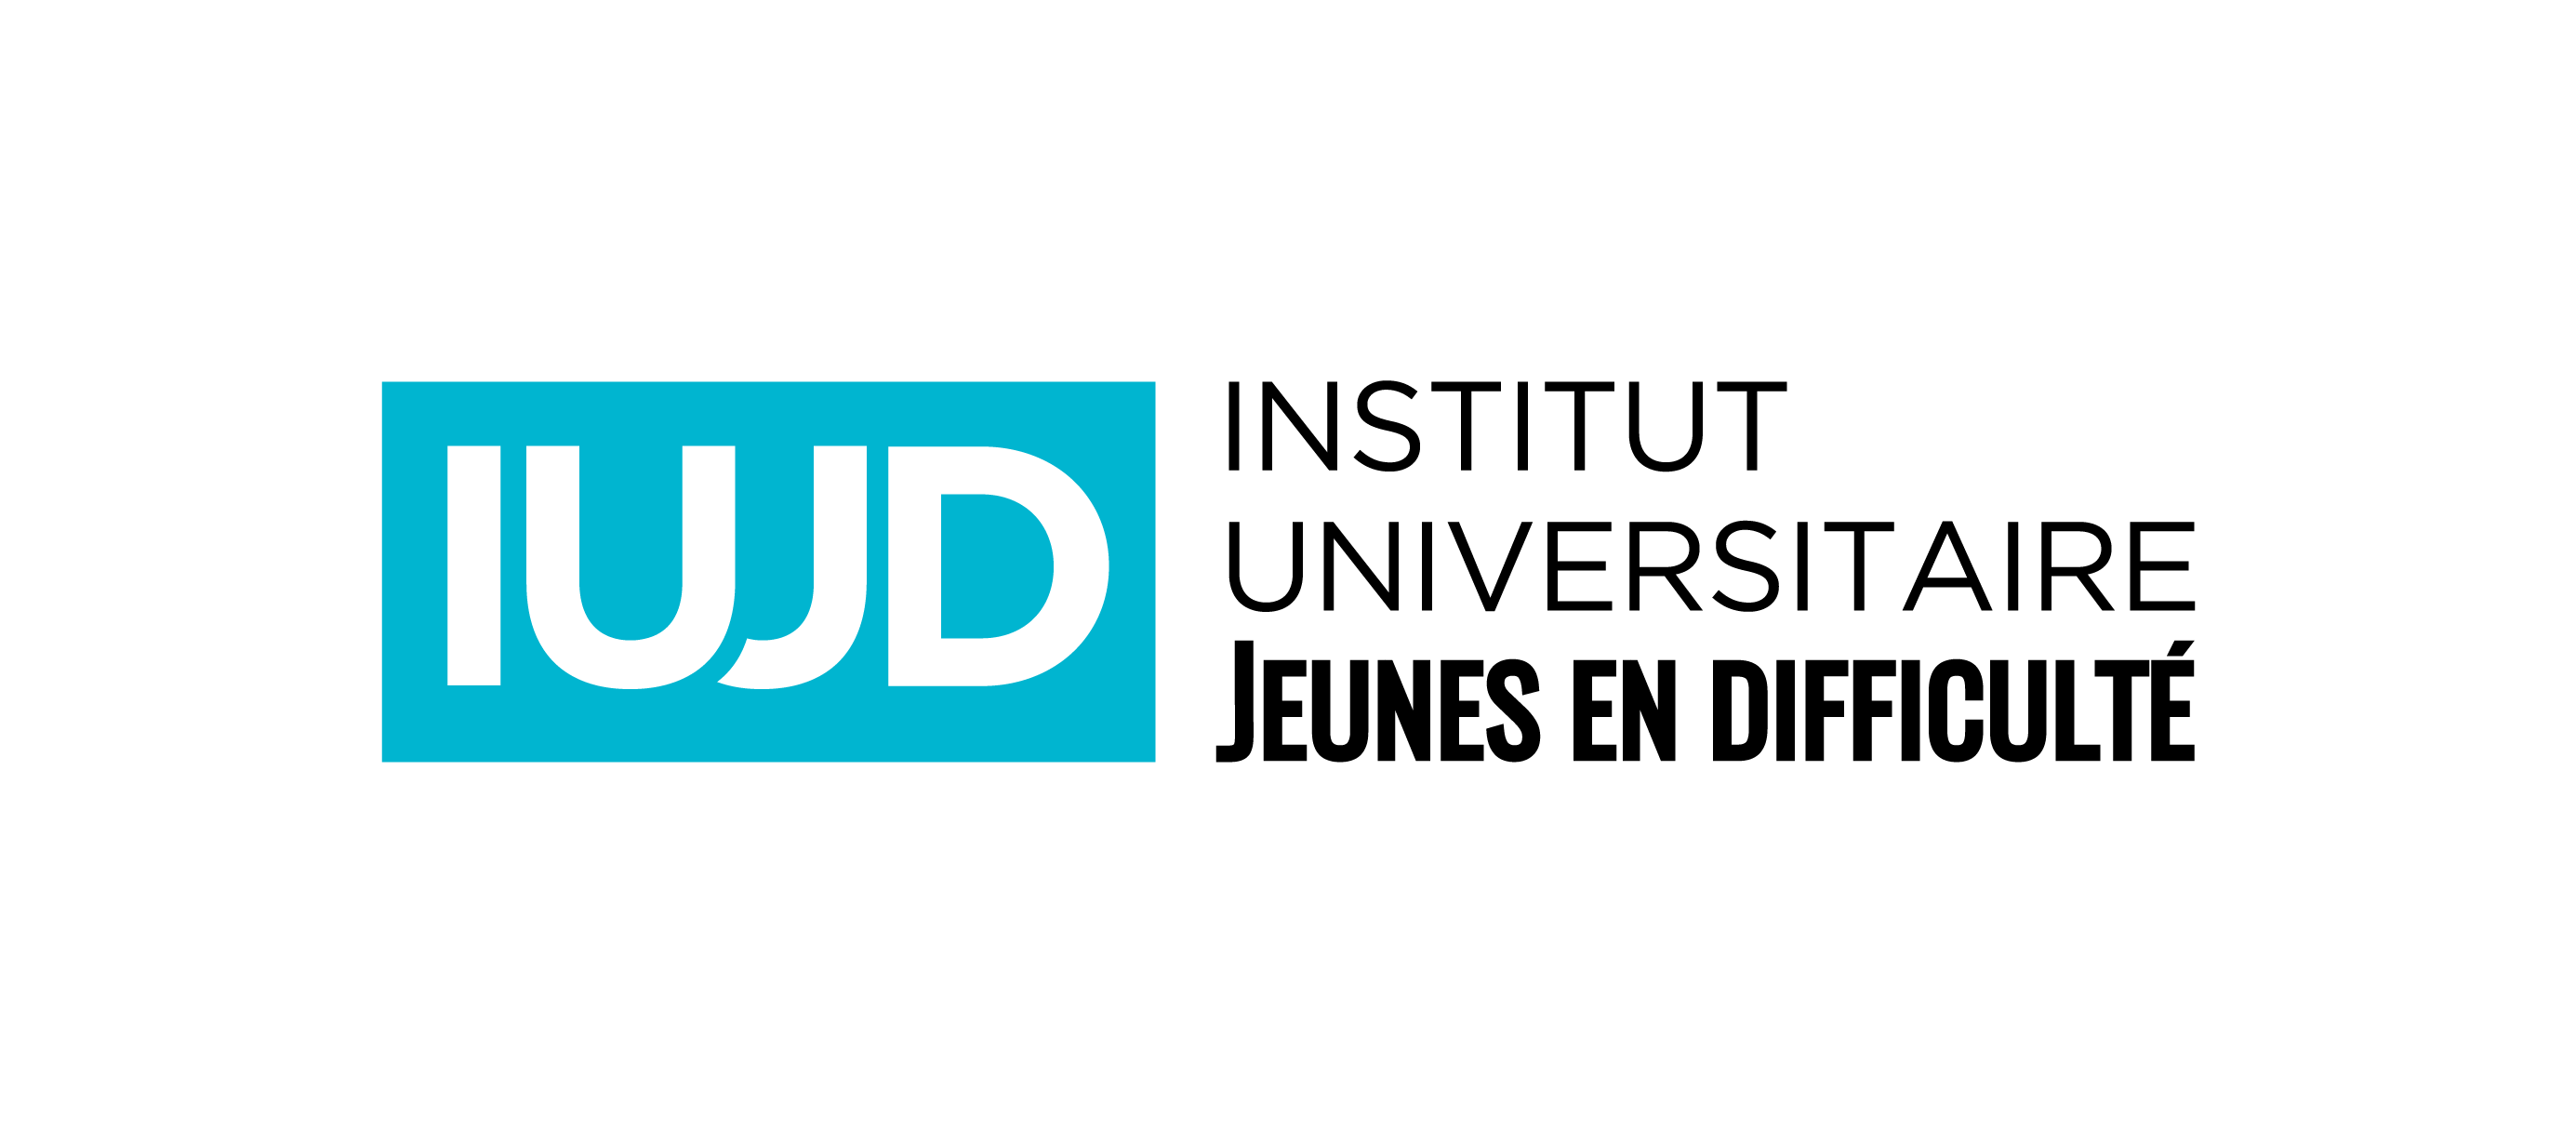 IUJD
INSTITUT
UNIVERSITAIRE
JEUNES EN DIFFICULTÉ